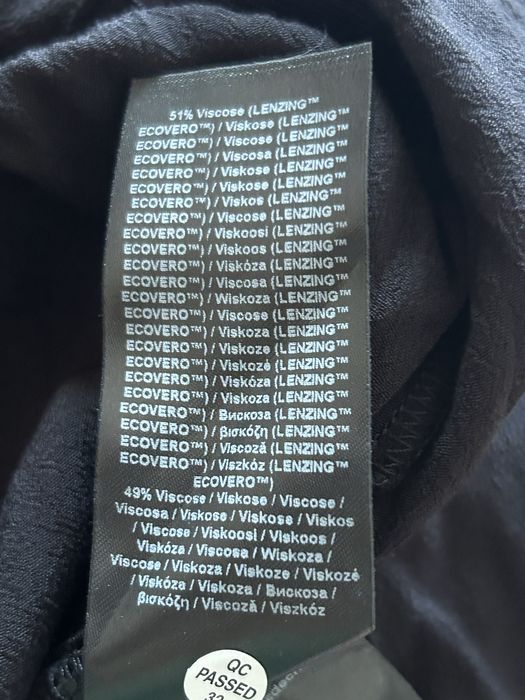 51% Viscose (LENZING™
ECOVERO™) / Viskose (LENZING™
ECOVERO™) / Viscose (LENZING™
ECOVERO™) / Viscosa (LENZING™
ECOVERO™) / Viskose (LENZING™
ECOVERO™) / Viskose (LENZING™
ECOVERO™) / Viskos (LENZING™
ECOVERO™) / Viscose (LENZING™
ECOVERO™) / Viskoosi (LENZING™
ECOVERO™) / Viskoos (LENZING™
ECOVERO™) / Viskóza (LENZING™
ECOVERO™) / Viscosa (LENZING™
ECOVERO™) / Wiskoza (LENZING™
ECOVERO™) / Viscose (LENZING™
ECOVERO™) / Viskoza (LENZING™
ECOVERO™) / Viskoze (LENZING™
ECOVERO™) / Viskozė (LENZING™
ECOVERO™) / Viskóza (LENZING™
ECOVERO™) / Viskoza (LENZING™
ECOVERO™) / Вискоза (LENZING™
ECOVERO™) / βισκόζη (LENZING™
ECOVERO™) / Viscoză (LENZING™
ECOVERO™) / Viszkóz (LENZING™
ECOVERO™)
49% Viscose / Viskose / Viscose /
Viscosa / Viskose / Viskose / Viskos
/ Viscose / Viskoosi / Viskoos /
Viskóza / Viscosa / Wiskoza /
Viscose / Viskoza / Viskoze / Viskozė
/ Viskóza / Viskoza / Вискоза /
βισκόζη / Viscoză / Viszkóz
QC
PASSED